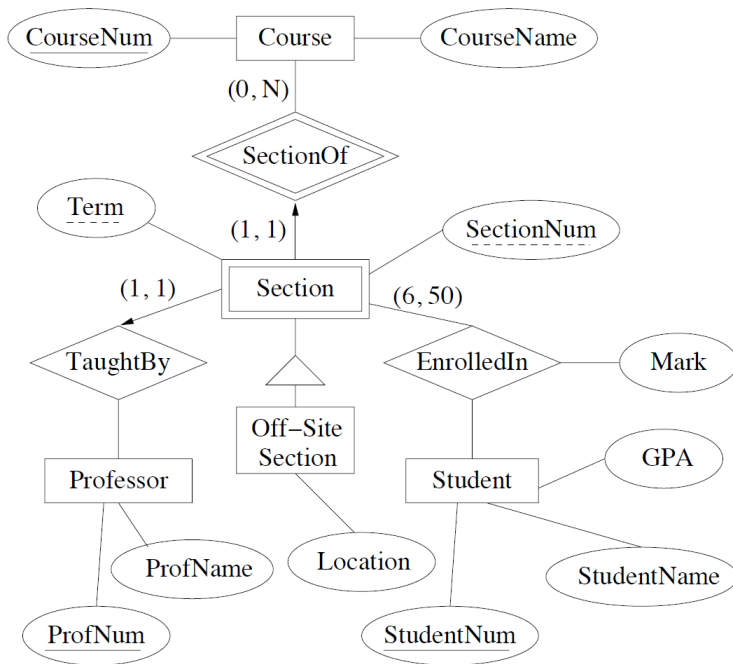 CourseNum
Course
CourseName
(0, N)
SectionOf
Term
(1, 1)
SectionNum
(1, 1)
Section
(6, 50)
TaughtBy
EnrolledIn
Mark
Off-Site
Section
Professor
Student
GPA
ProfName
Location
StudentName
ProfNum
StudentNum